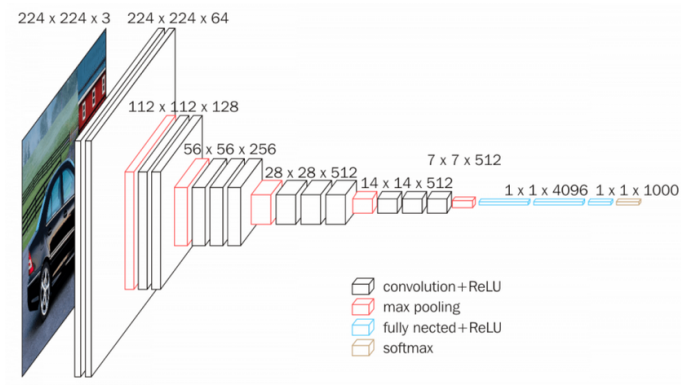 224 x 224 x 3
224 x 224 x 64
112 x 112 x 128
56 x 56 x 256
28 x 28 x 512
14 x 14 x 512
7 x 7 x 512
1 x 1 x 4096
1 x 1 x 1000
convolution+ReLU
max pooling
fully nected+ReLU
softmax